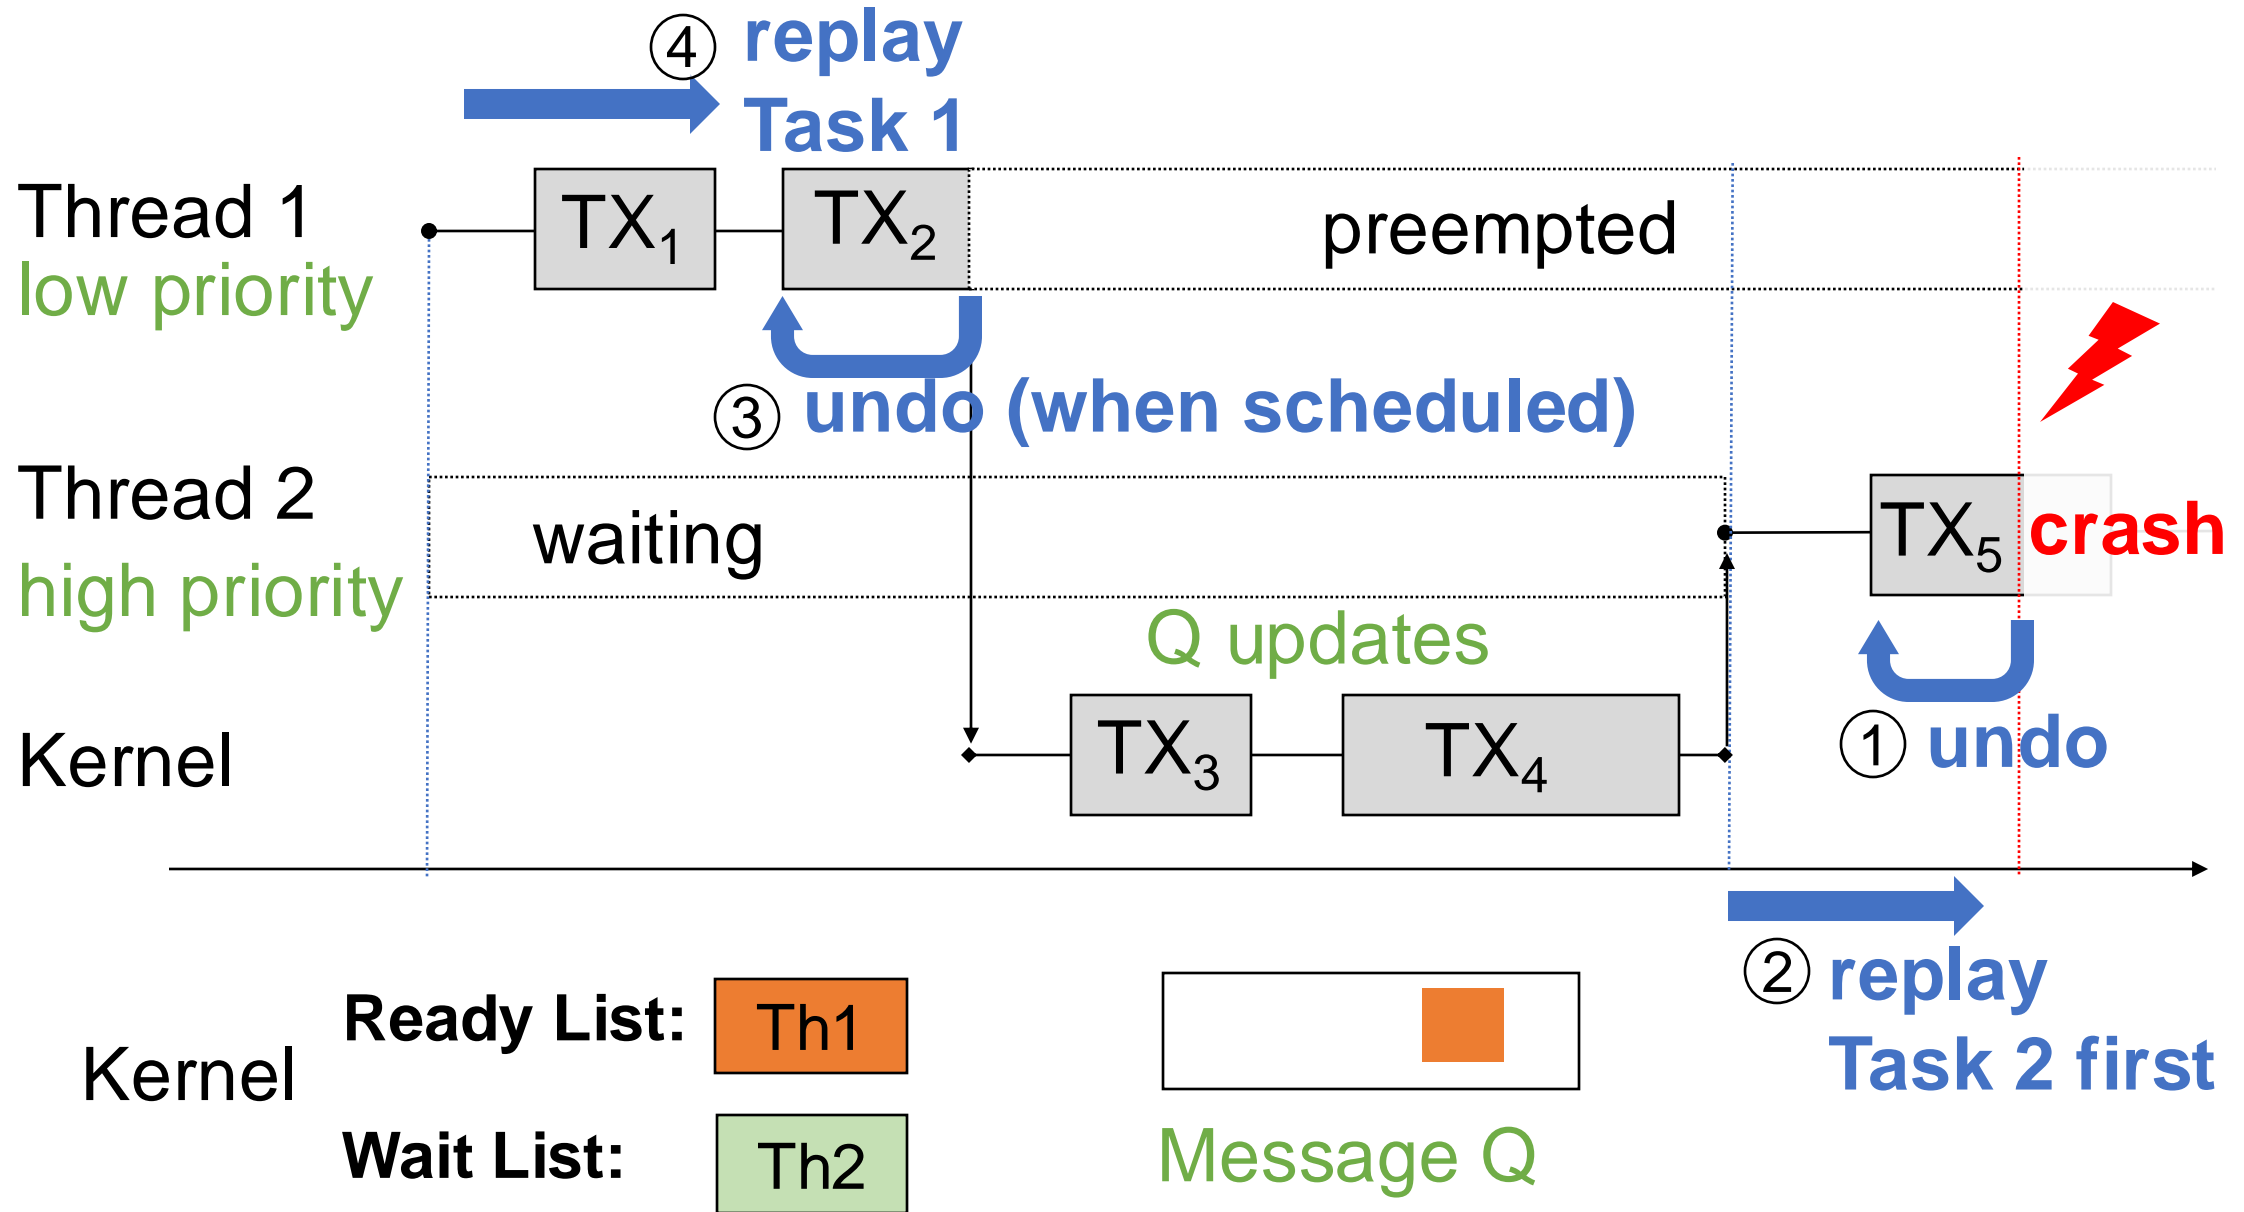 ④ replay
Task 1
Thread 1
low priority
TX₁
TX₂
preempted
③ undo (when scheduled)
Thread 2
high priority
waiting
TX₅
crash
Q updates
Kernel
TX₃
TX₄
① undo
② replay
Task 2 first
Kernel
Ready List:
Th1
Wait List:
Th2
Message Q